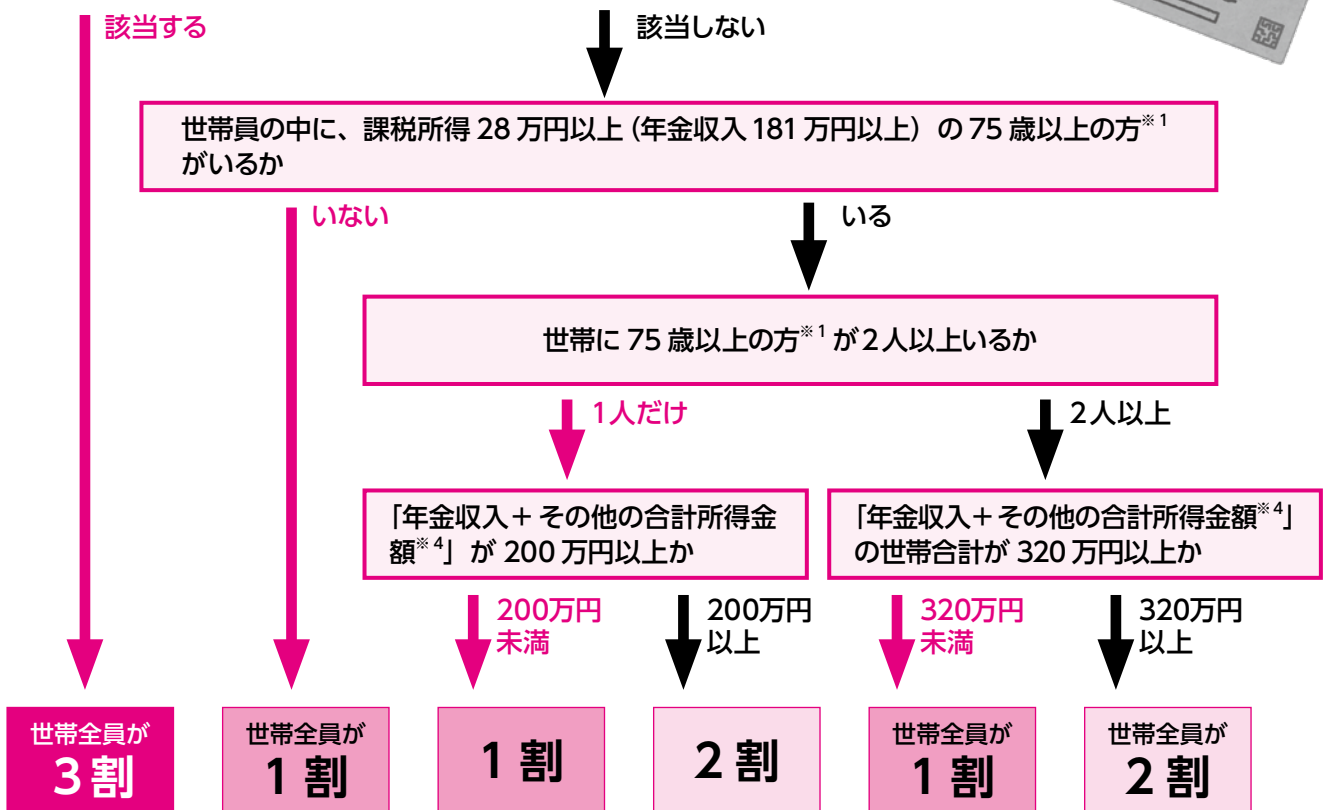 該当する
該当しない
世帯員の中に、課税所得 28 万円以上（年金収入 181 万円以上）の 75 歳以上の方※1
がいるか
いない
いる
世帯に 75 歳以上の方※1 が2人以上いるか
1人だけ
2人以上
「年金収入＋その他の合計所得金
額※4」が 200 万円以上か
「年金収入＋その他の合計所得金額※4」
の世帯合計が 320 万円以上か
200万円
未満
200万円
以上
320万円
未満
320万円
以上
世帯全員が
3割
世帯全員が
1割
1割
2割
世帯全員が
1割
世帯全員が
2割